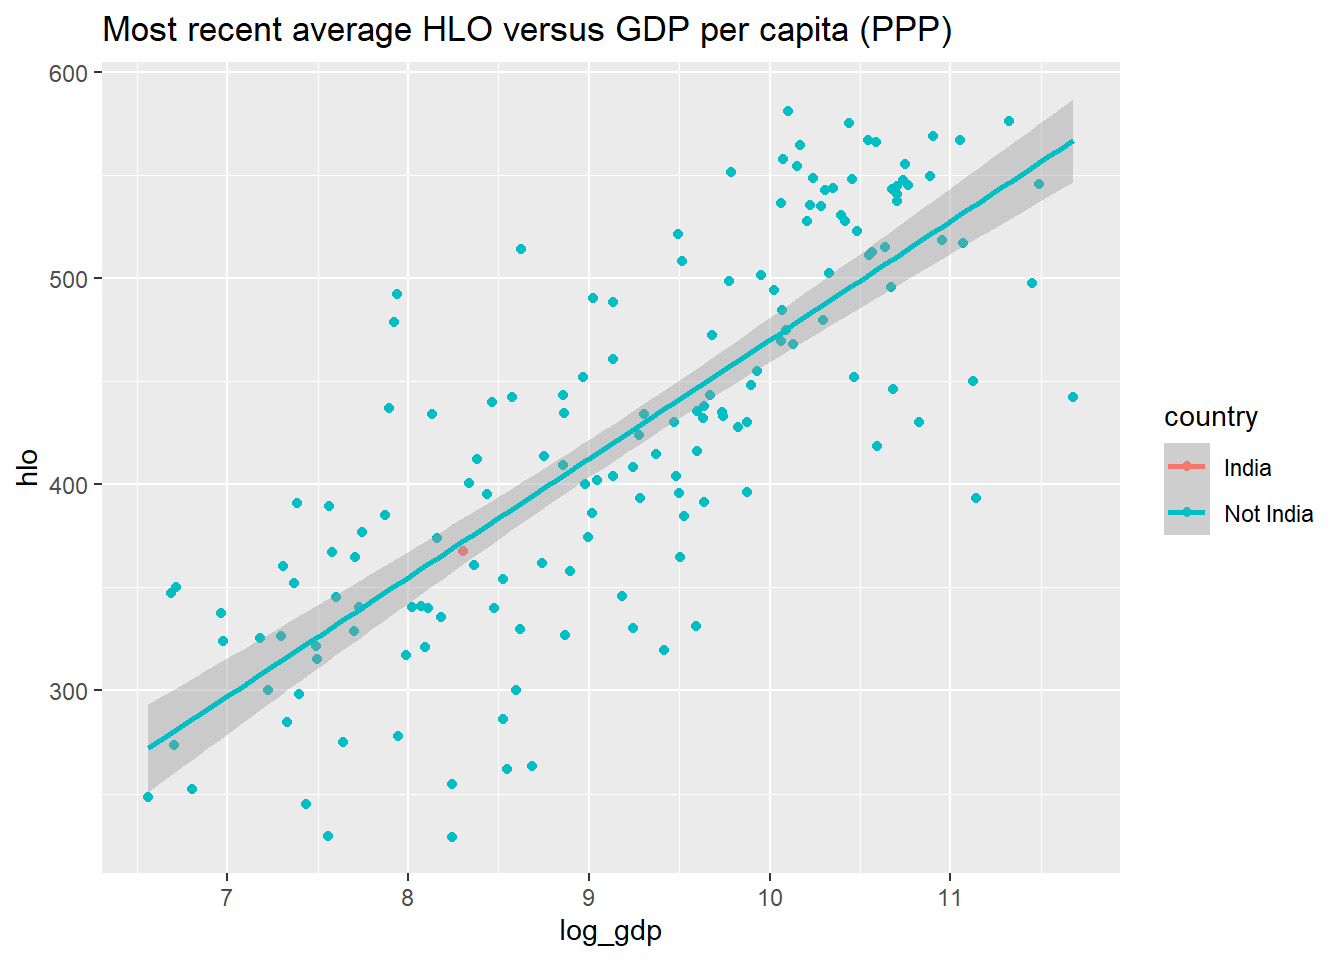 Most recent average HLO versus GDP per capita (PPP)
600
500
400
300
hlo
7 8 9 10 11
log_gdp
country
India
Not India